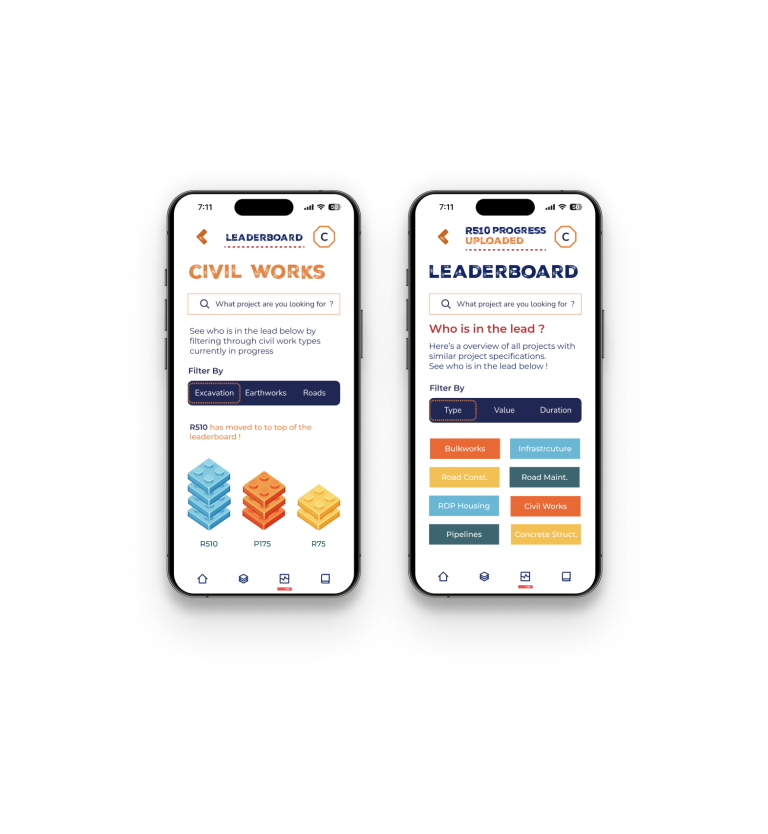 7:11
50
LEADERBOARD
C
CIVIL WORKS
What project are you looking for ?
See who is in the lead below by
filtering through civil work types
currently in progress
Filter By
Excavation Earthworks Roads
R510 has moved to to top of the
leaderboard !
R510 P175 R75
7:11
50
R510 PROGRESS
UPLOADED
C
LEADERBOARD
What project are you looking for ?
Who is in the lead ?
Here's a overview of all projects with
similar project specifications.
See who is in the lead below !
Filter By
Type Value Duration
Bulkworks Infrastrcuture
Road Const. Road Maint.
RDP Housing Civil Works
Pipelines Concrete Struct.